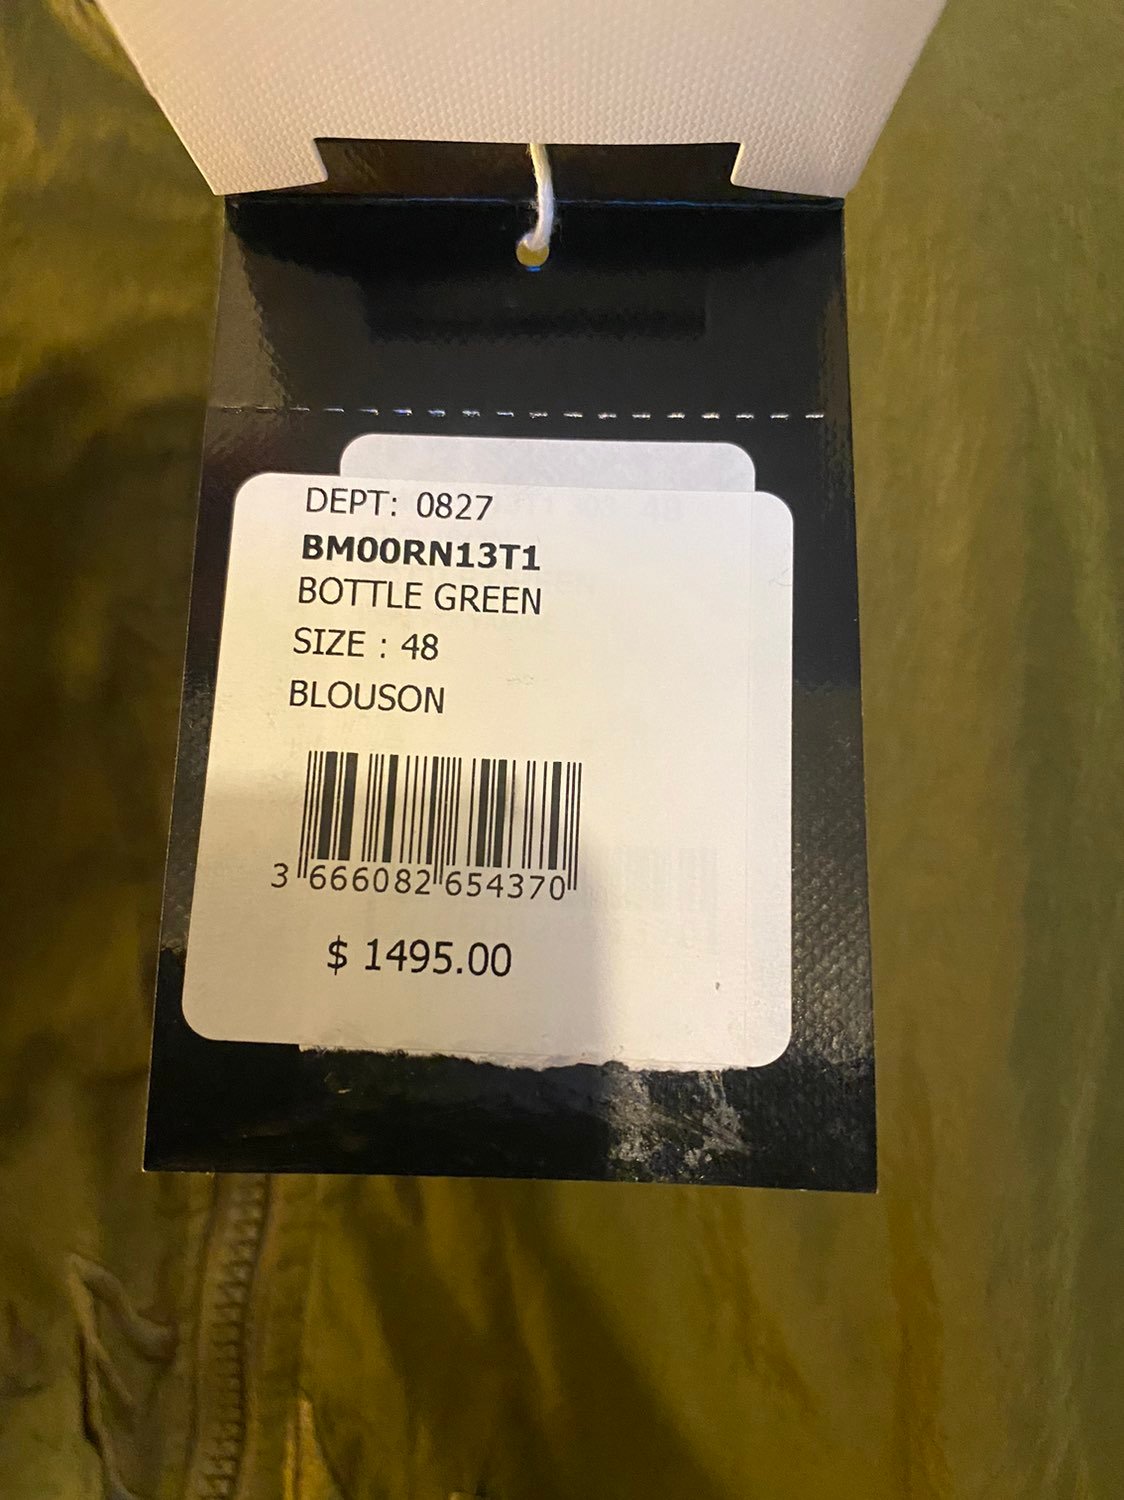 DEPT: 0827
BM00RN13T1
BOTTLE GREEN
SIZE : 48
BLOUSON
3 666082 654370
$ 1495.00